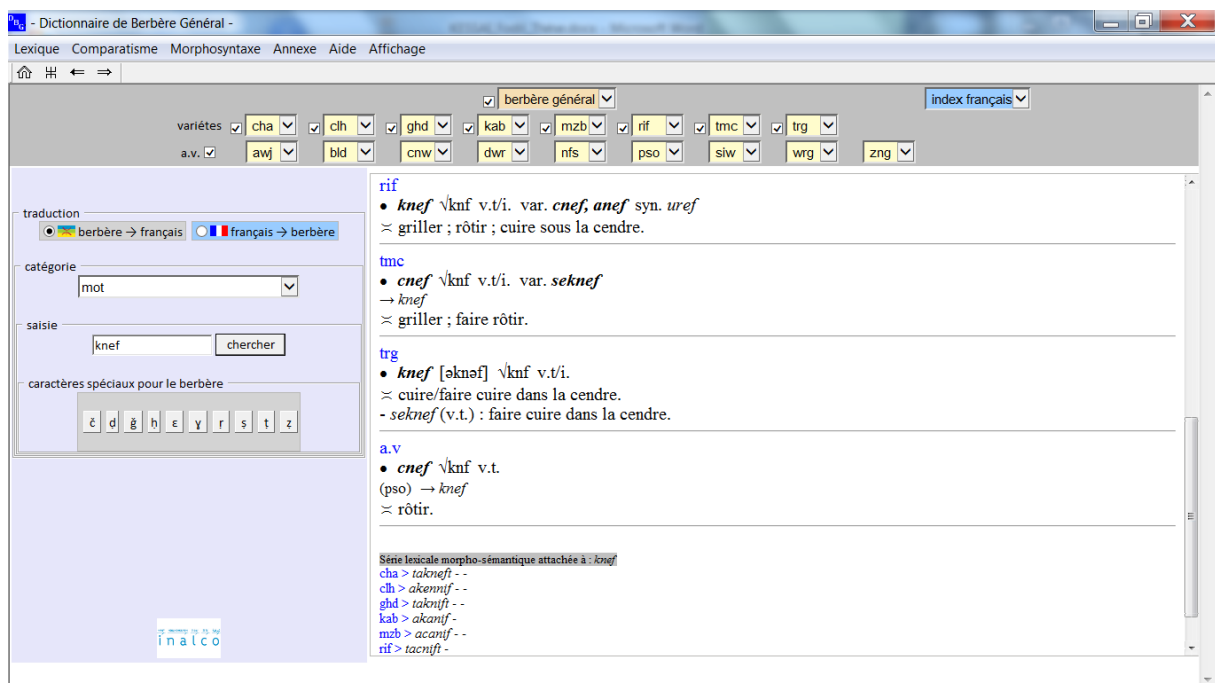 - Dictionnaire de Berbère Général -
Lexique Comparatisme Morphosyntaxe Annexe Aide Affichage
berbère général
index français
variétes cha clh ghd kab mzb rif tmc trg
a.v. awj bld cnw dwr nfs pso siw wrg zng
traduction
berbère → français français → berbère
catégorie
mot
saisie
knef chercher
caractères spéciaux pour le berbère
č ḍ ğ ḥ ɛ ɣ ṛ ṣ ṭ ẓ
inalco
rif
• knef √knf v.t/i. var. cnef, anef syn. uref
≍ griller ; rôtir ; cuire sous la cendre.
tmc
• cnef √knf v.t/i. var. seknef
→ knef
≍ griller ; faire rôtir.
trg
• knef [əknəf] √knf v.t/i.
≍ cuire/faire cuire dans la cendre.
- seknef (v.t.) : faire cuire dans la cendre.
a.v
• cnef √knf v.t.
(pso) → knef
≍ rôtir.
Série lexicale morpho-sémantique attachée à : knef
cha > takneft - -
clh > akennif - -
ghd > taknift - -
kab > akanif -
mzb > acanif - -
rif > tacnift -